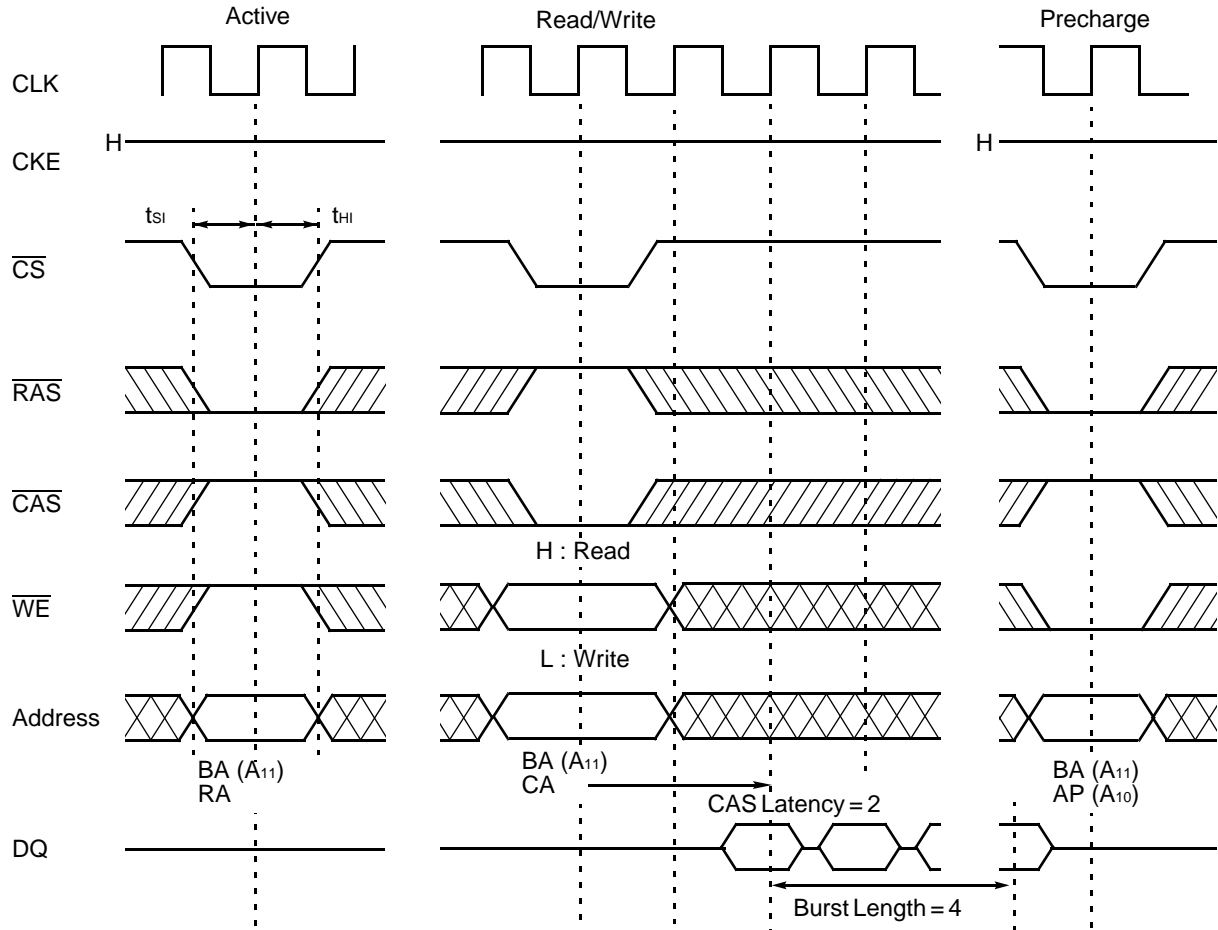 Active Read/Write Precharge
CLK
H H
CKE
tSI tHI
CS
RAS
CAS
H : Read
WE
L : Write
Address
BA (A11) BA (A11) BA (A11)
RA CA AP (A10)
CAS Latency = 2
DQ
Burst Length = 4